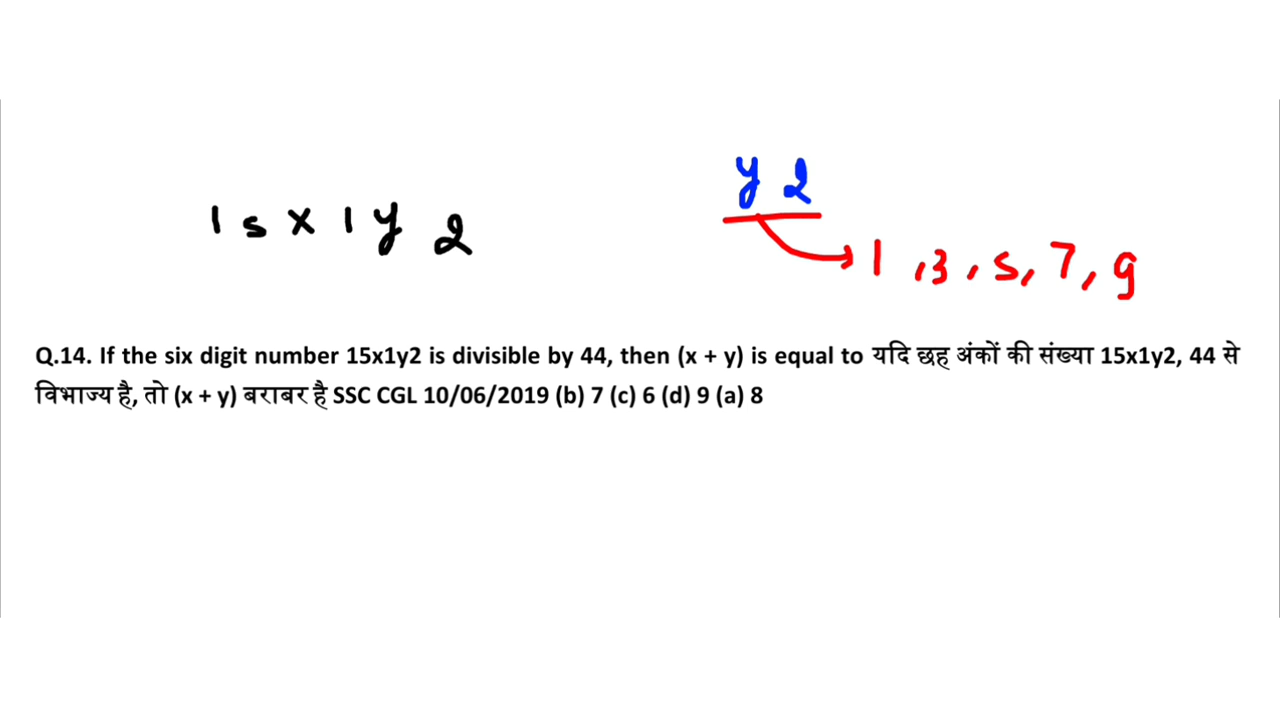 y 2
1 5 x 1 y 2
1, 3, 5, 7, 9
Q.14. If the six digit number 15x1y2 is divisible by 44, then (x + y) is equal to यदि छह अंकों की संख्या 15x1y2, 44 से
विभाज्य है, तो (x + y) बराबर है SSC CGL 10/06/2019 (b) 7 (c) 6 (d) 9 (a) 8